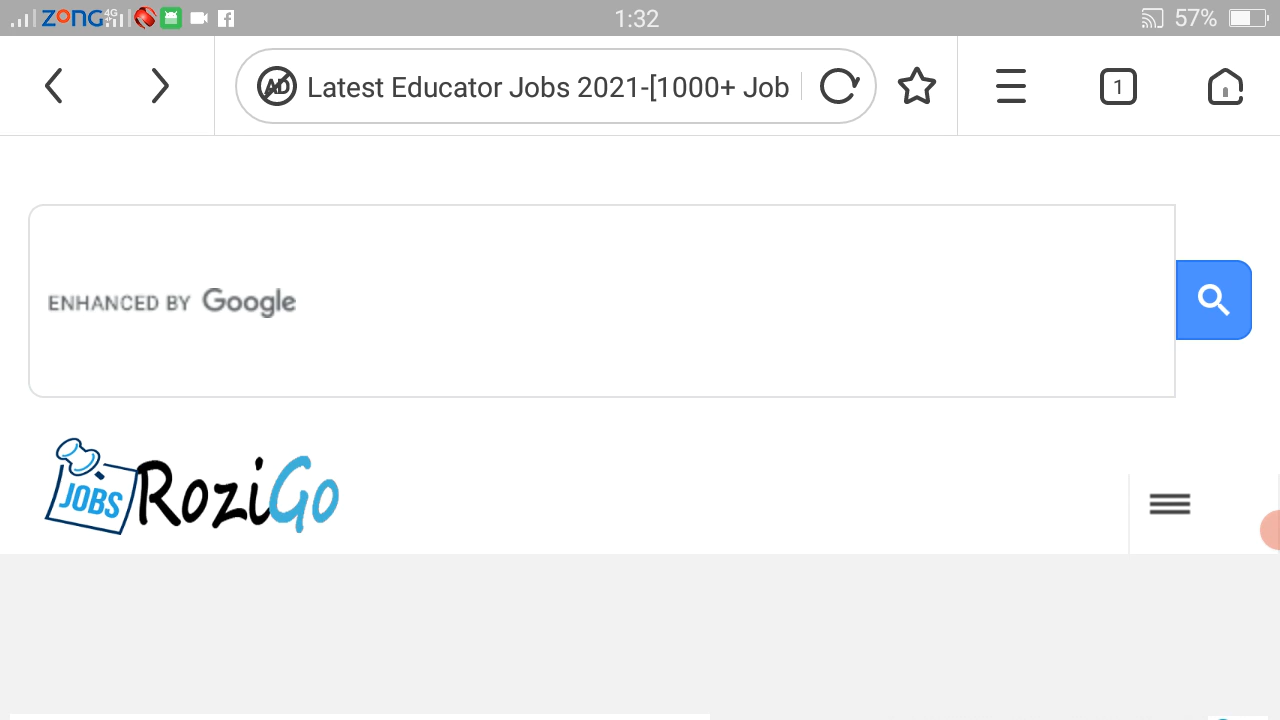 ZONG 4G 1:32 57%
AD Latest Educator Jobs 2021-[1000+ Job 1
ENHANCED BY Google
JOBS RoziGo